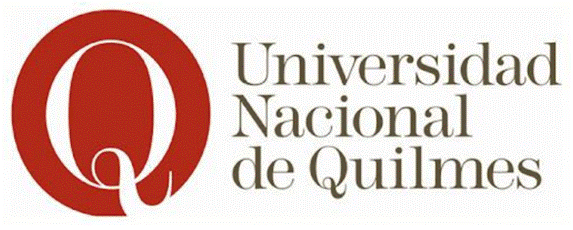 Q
Universidad
Nacional
de Quilmes